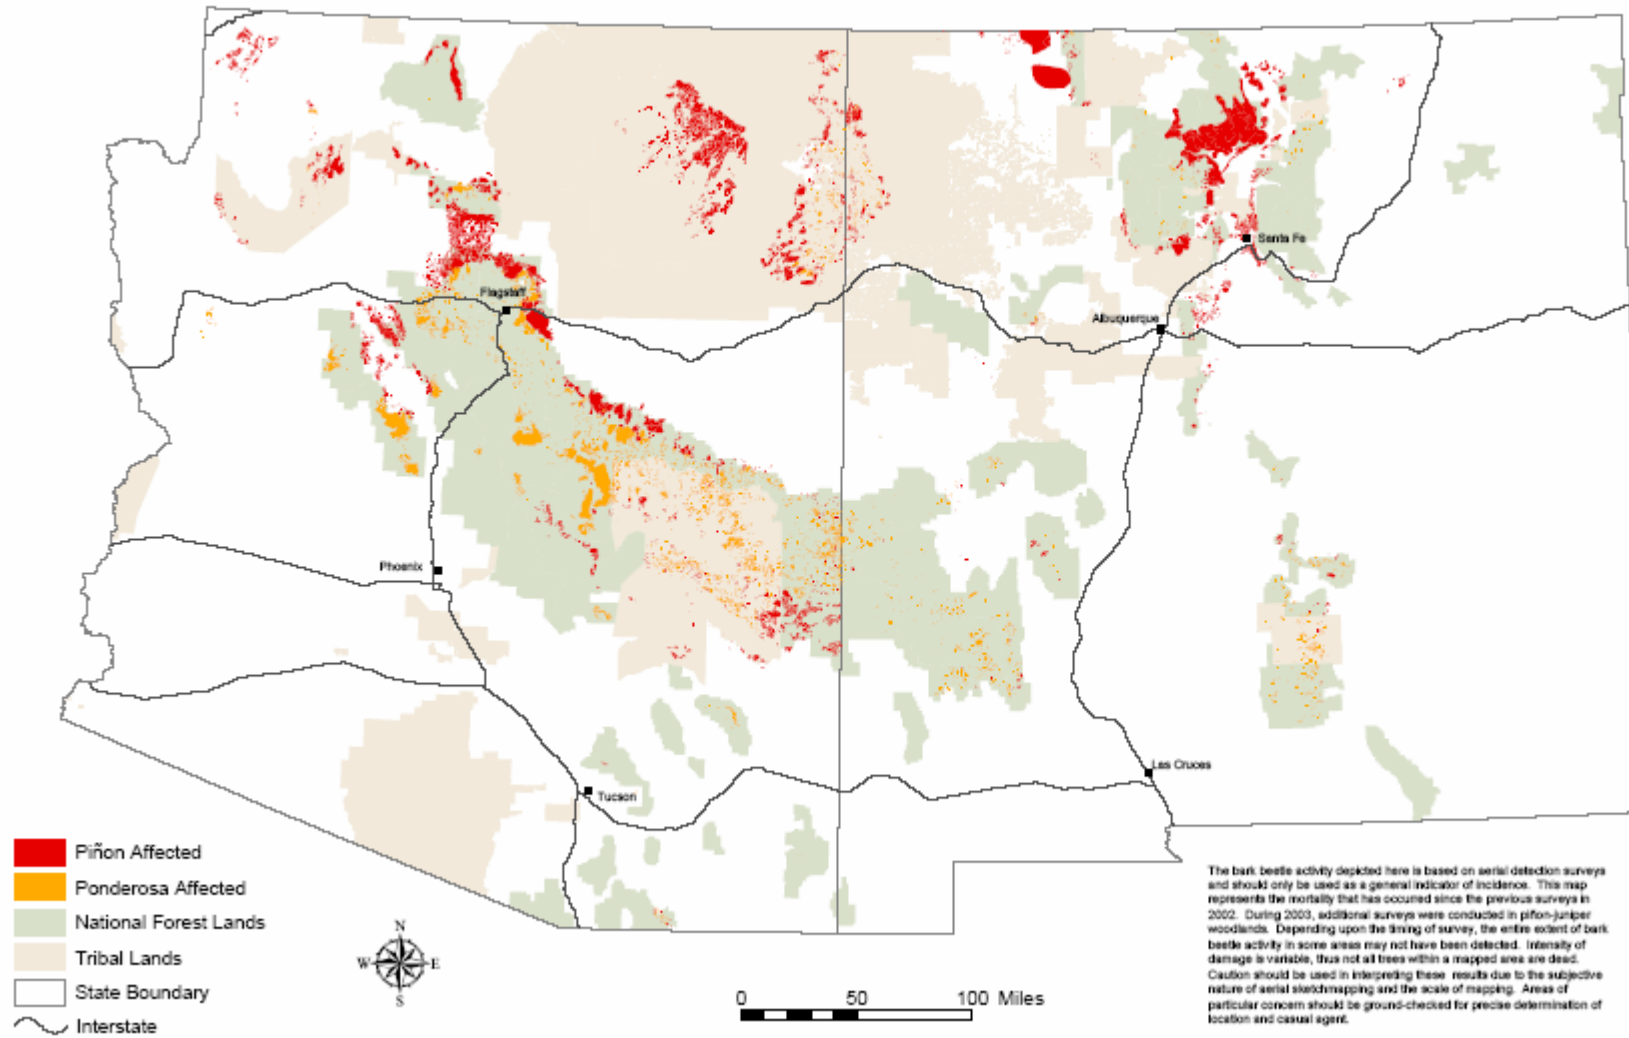 Santa Fe
Flagstaff
Albuquerque
Phoenix
Las Cruces
Tucson
Piñon Affected
Ponderosa Affected
National Forest Lands
Tribal Lands
State Boundary
Interstate
N
W E
S
0 50 100 Miles
The bark beetle activity depicted here is based on aerial detection surveys
and should only be used as a general indicator of incidence. This map
represents the mortality that has occurred since the previous surveys in
2002. During 2003, additional surveys were conducted in piñon-juniper
woodlands. Depending upon the timing of survey, the entire extent of bark
beetle activity in some areas may not have been detected. Intensity of
damage is variable, thus not all trees within a mapped area are dead.
Caution should be used in interpreting these results due to the subjective
nature of aerial sketchmapping and the scale of mapping. Areas of
particular concern should be ground-checked for precise determination of
location and casual agent.